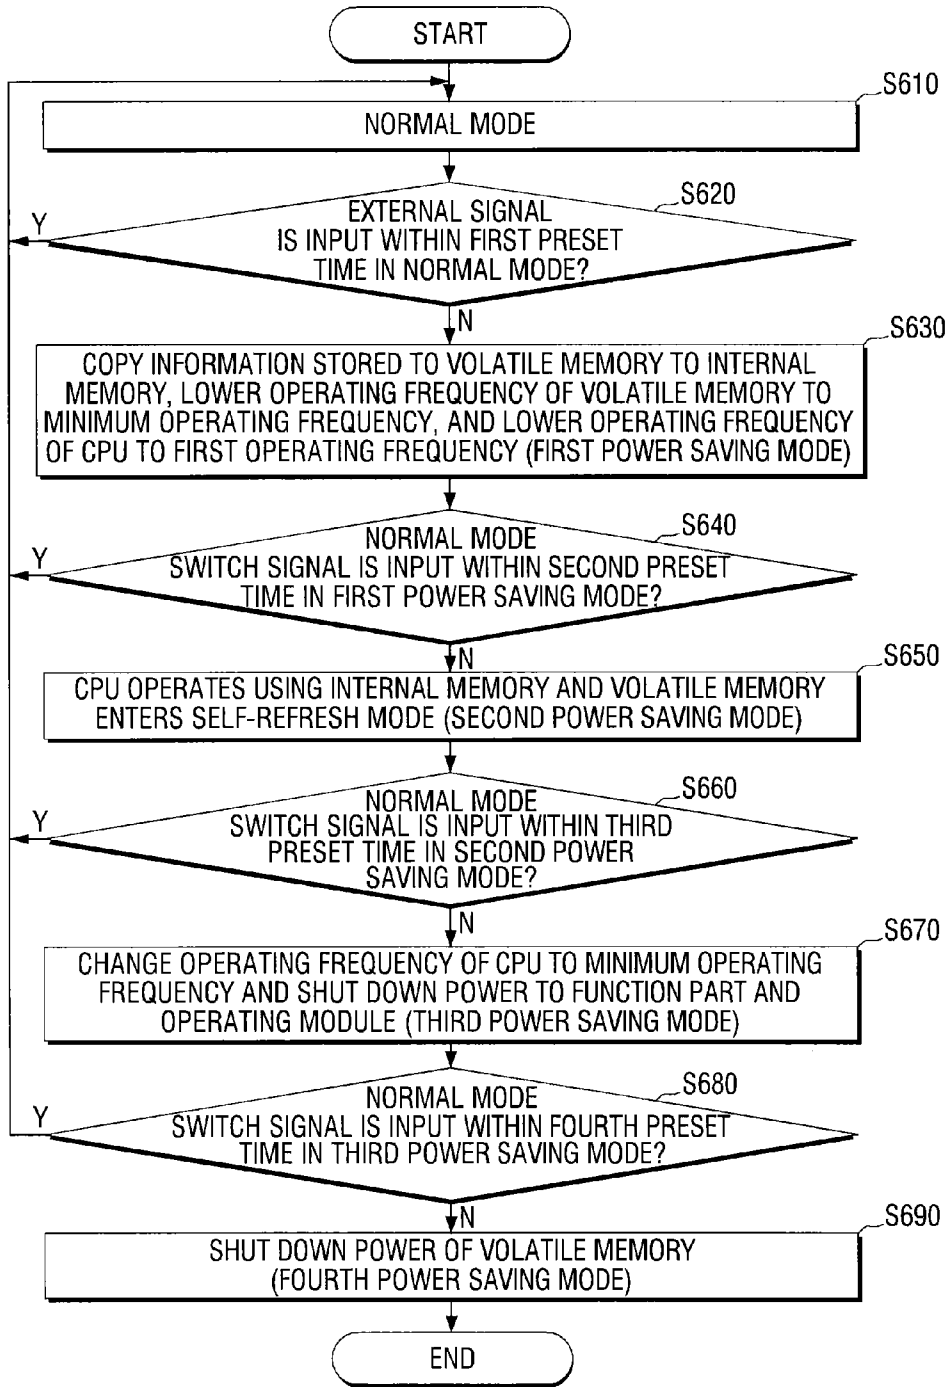 START
S610
NORMAL MODE
S620
EXTERNAL SIGNAL
IS INPUT WITHIN FIRST PRESET
TIME IN NORMAL MODE?
Y
N
S630
COPY INFORMATION STORED TO VOLATILE MEMORY TO INTERNAL
MEMORY, LOWER OPERATING FREQUENCY OF VOLATILE MEMORY TO
MINIMUM OPERATING FREQUENCY, AND LOWER OPERATING FREQUENCY
OF CPU TO FIRST OPERATING FREQUENCY (FIRST POWER SAVING MODE)
S640
NORMAL MODE
SWITCH SIGNAL IS INPUT WITHIN SECOND PRESET
TIME IN FIRST POWER SAVING MODE?
Y
N
S650
CPU OPERATES USING INTERNAL MEMORY AND VOLATILE MEMORY
ENTERS SELF-REFRESH MODE (SECOND POWER SAVING MODE)
S660
NORMAL MODE
SWITCH SIGNAL IS INPUT WITHIN THIRD
PRESET TIME IN SECOND POWER
SAVING MODE?
Y
N
S670
CHANGE OPERATING FREQUENCY OF CPU TO MINIMUM OPERATING
FREQUENCY AND SHUT DOWN POWER TO FUNCTION PART AND
OPERATING MODULE (THIRD POWER SAVING MODE)
S680
NORMAL MODE
SWITCH SIGNAL IS INPUT WITHIN FOURTH PRESET
TIME IN THIRD POWER SAVING MODE?
Y
N
S690
SHUT DOWN POWER OF VOLATILE MEMORY
(FOURTH POWER SAVING MODE)
END